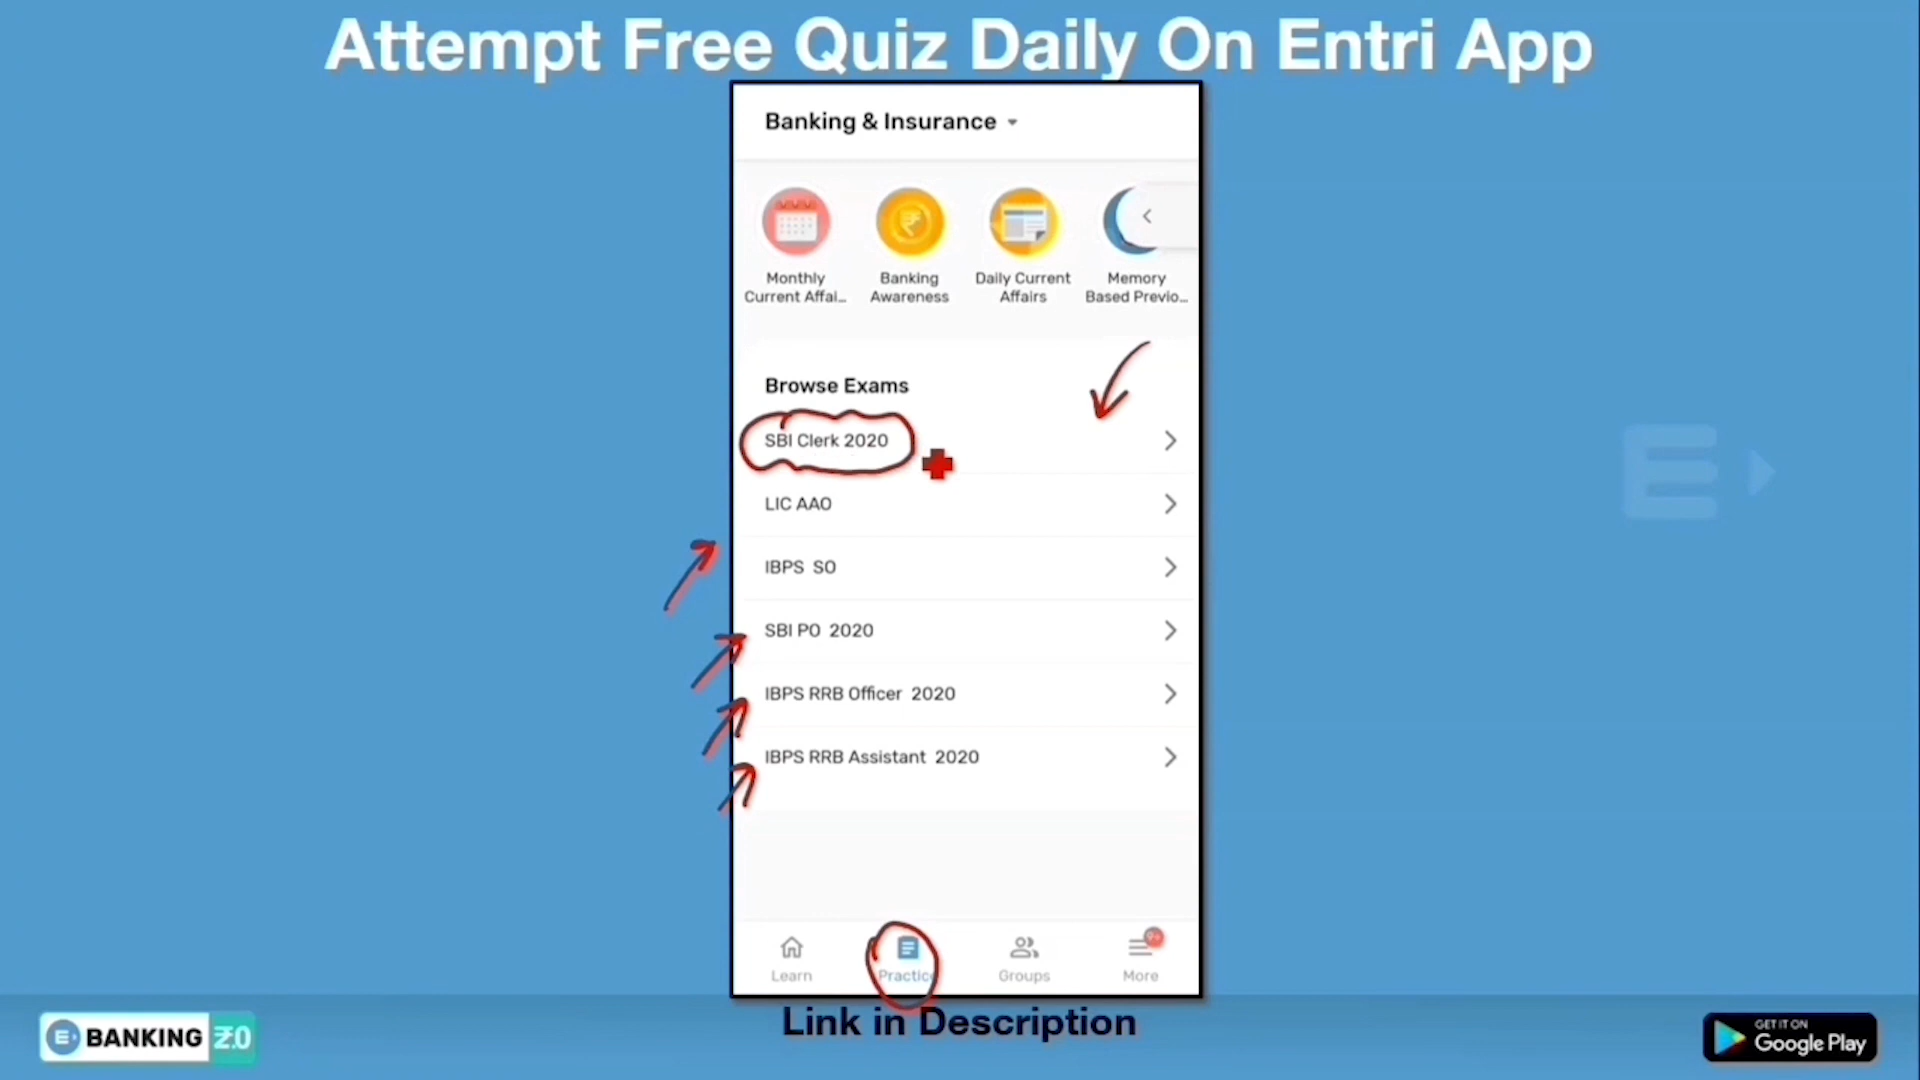 Attempt Free Quiz Daily On Entri App
Banking & Insurance
Monthly
Current Affai...
Banking
Awareness
Daily Current
Affairs
Memory
Based Previo...
Browse Exams
SBI Clerk 2020
LIC AAO
IBPS SO
SBI PO 2020
IBPS RRB Officer 2020
IBPS RRB Assistant 2020
Learn
Practice
Groups
9+
More
Link in Description
E BANKING 2.0
GET IT ON
Google Play
E